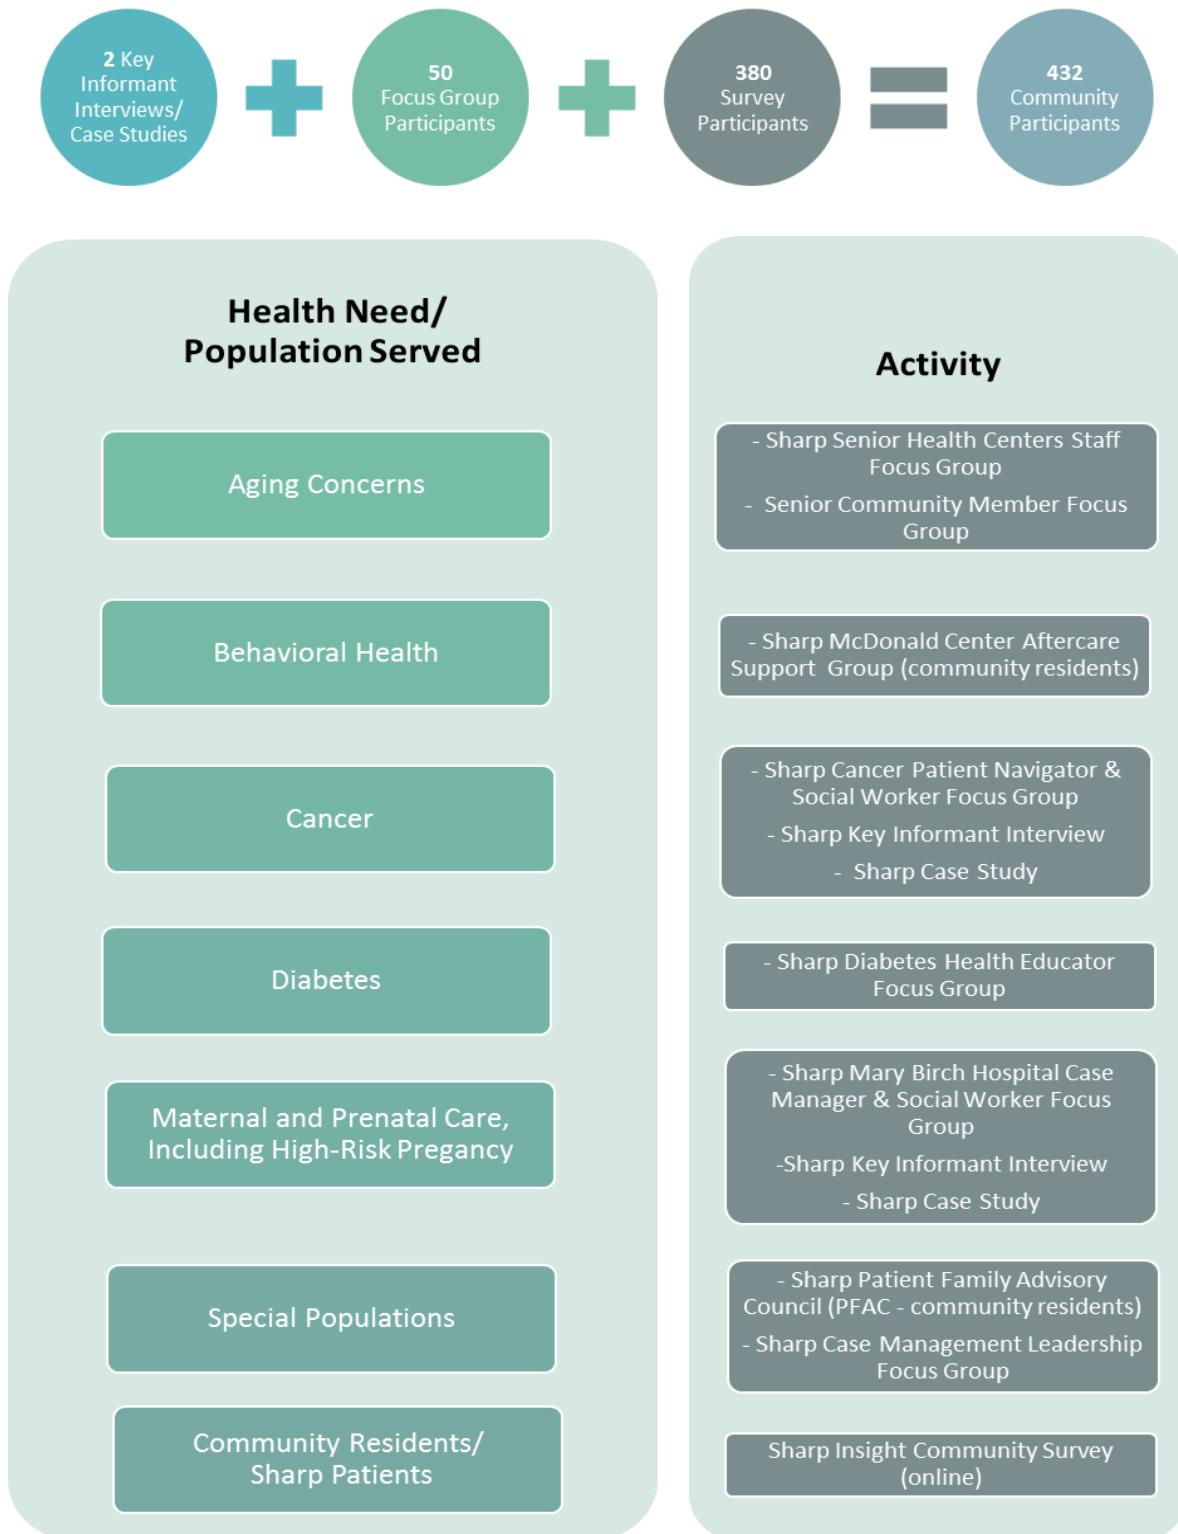 2 Key
Informant
Interviews/
Case Studies
50
Focus Group
Participants
380
Survey
Participants
432
Community
Participants
Health Need/
Population Served
Activity
Aging Concerns
- Sharp Senior Health Centers Staff
Focus Group
- Senior Community Member Focus
Group
Behavioral Health
- Sharp McDonald Center Aftercare
Support Group (community residents)
Cancer
- Sharp Cancer Patient Navigator &
Social Worker Focus Group
- Sharp Key Informant Interview
- Sharp Case Study
Diabetes
- Sharp Diabetes Health Educator
Focus Group
Maternal and Prenatal Care,
Including High-Risk Pregancy
- Sharp Mary Birch Hospital Case
Manager & Social Worker Focus
Group
-Sharp Key Informant Interview
- Sharp Case Study
Special Populations
- Sharp Patient Family Advisory
Council (PFAC - community residents)
- Sharp Case Management Leadership
Focus Group
Community Residents/
Sharp Patients
Sharp Insight Community Survey
(online)